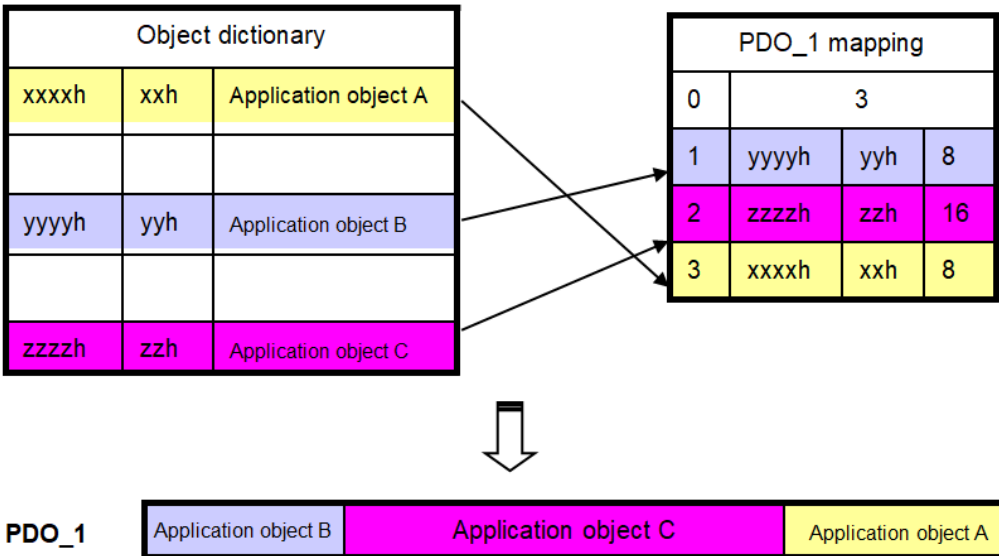 Object dictionary
xxxxh xxh Application object A
yyyyh yyh Application object B
zzzzh zzh Application object C
PDO_1 mapping
0 3
1 yyyyh yyh 8
2 zzzzh zzh 16
3 xxxxh xxh 8
PDO_1 Application object B Application object C Application object A